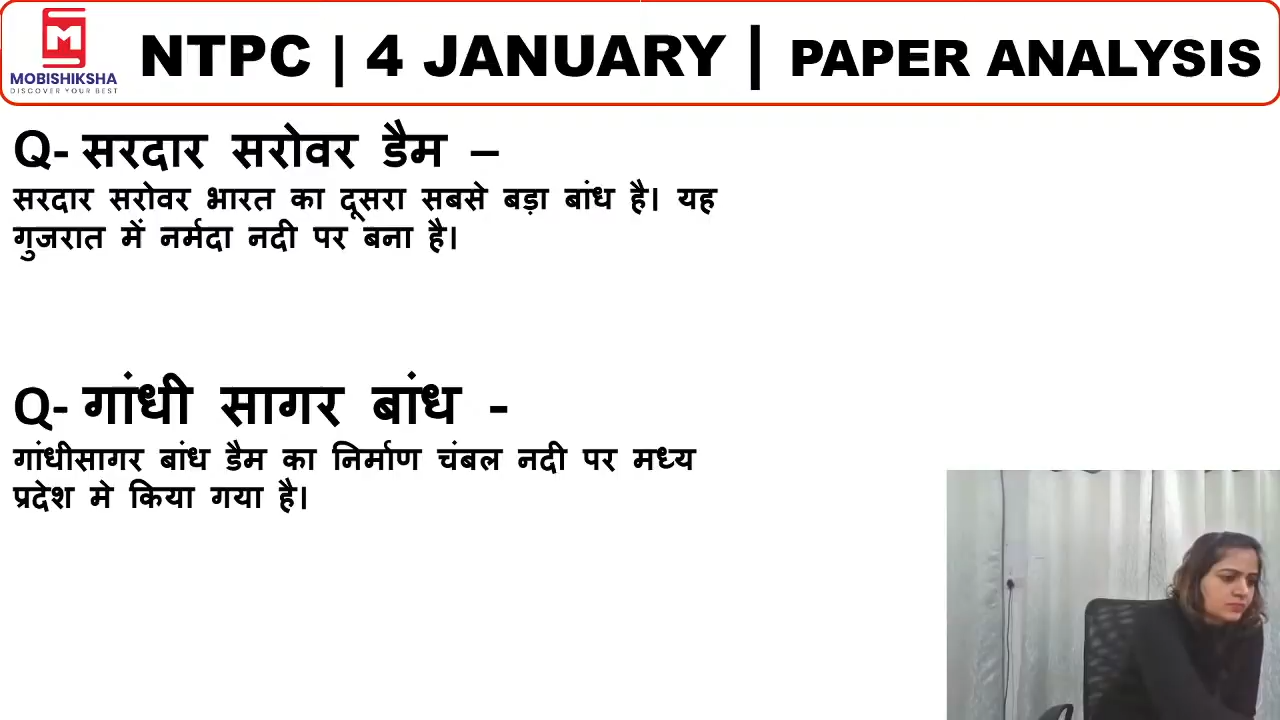 MOBISHIKSHA
DISCOVER YOUR BEST
NTPC | 4 JANUARY | PAPER ANALYSIS
Q- सरदार सरोवर डैम –
सरदार सरोवर भारत का दूसरा सबसे बड़ा बांध है। यह
गुजरात में नर्मदा नदी पर बना है।
Q- गांधी सागर बांध -
गांधीसागर बांध डैम का निर्माण चंबल नदी पर मध्य
प्रदेश मे किया गया है।